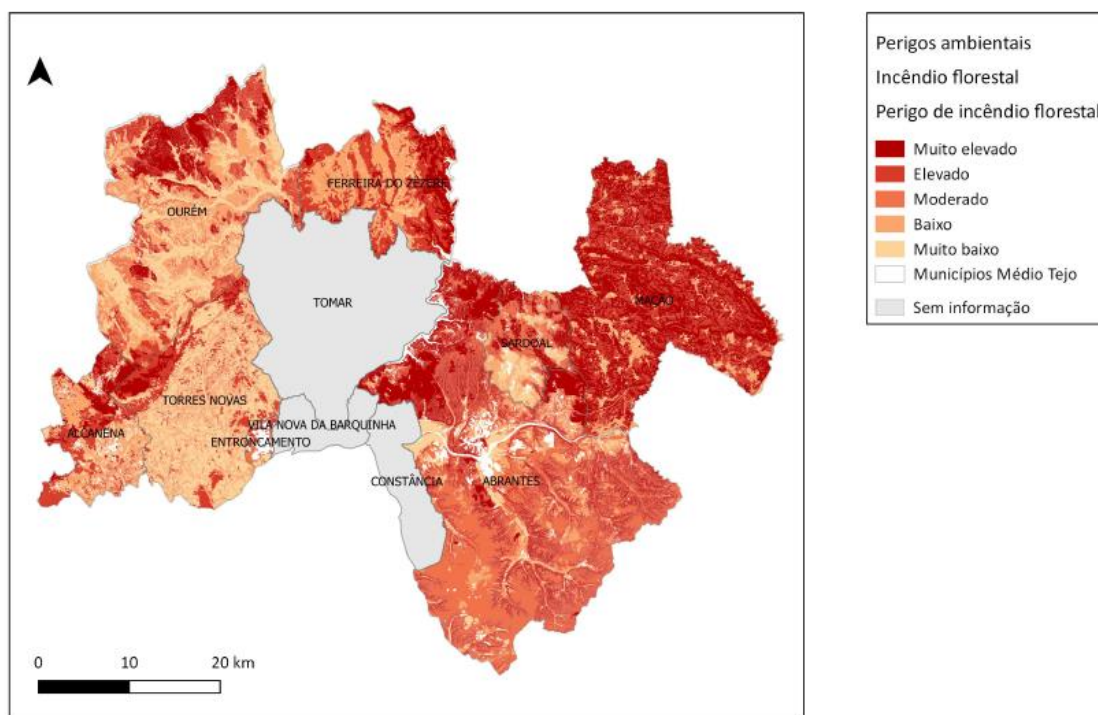 Perigos ambientais
Incêndio florestal
Perigo de incêndio florestal
Muito elevado
Elevado
Moderado
Baixo
Muito baixo
Municípios Médio Tejo
Sem informação
FERREIRA DO ZÊZERE
OURÉM
TOMAR
MAÇÃO
SARDOAL
TORRES NOVAS
VILA NOVA DA BARQUINHA
ALCANENA
ENTRONCAMENTO
CONSTÂNCIA
ABRANTES
0 10 20 km